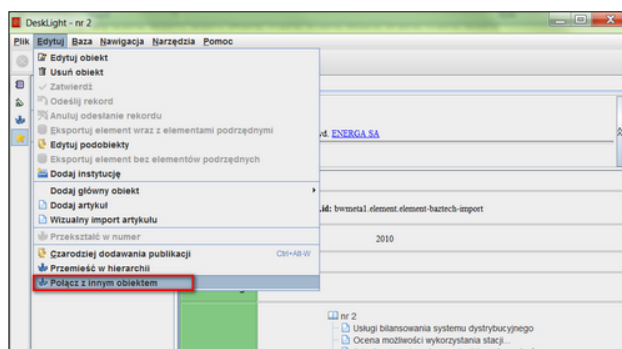 DeskLight - nr 2
Plik Edytuj Baza Nawigacja Narzędzia Pomoc
Edytuj obiekt
Usuń obiekt
Zatwierdź
Odeślij rekord
Anuluj odesłanie rekordu
Eksportuj element wraz z elementami podrzędnymi
Edytuj podobiekty
Eksportuj element bez elementów podrzędnych
Dodaj instytucję
Dodaj główny obiekt
Dodaj artykuł
Wizualny import artykułu
Przekształć w numer
Czarodziej dodawania publikacji Ctrl+Alt-W
Przemieść w hierarchii
Połącz z innym obiektem
yd. ENERGA SA
.id: bwmeta1.element.element-baztech-import
2010
nr 2
Usługi bilansowania systemu dystrybucyjnego
Ocena możliwości wykorzystania stacji...